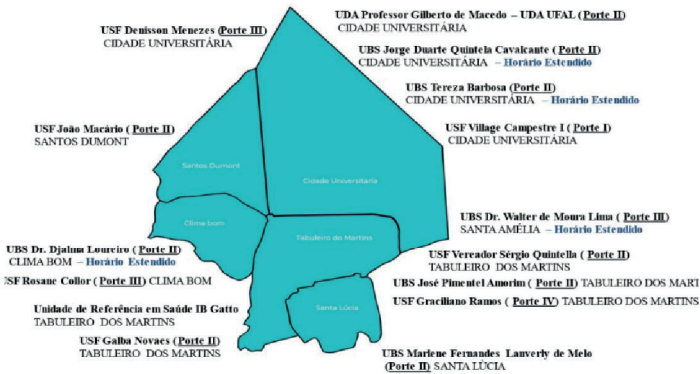 USF Denisson Menezes (Porte III)
CIDADE UNIVERSITÁRIA
UDA Professor Gilberto de Macedo – UDA UFAL ( Porte II)
CIDADE UNIVERSITÁRIA
UBS Jorge Duarte Quintela Cavalcante ( Porte II)
CIDADE UNIVERSITÁRIA – Horário Estendido
UBS Tereza Barbosa (Porte II)
CIDADE UNIVERSITÁRIA – Horário Estendido
USF João Macário ( Porte II)
SANTOS DUMONT
USF Village Campestre I ( Porte I)
CIDADE UNIVERSITÁRIA
Santos Dumont
Cidade Universitária
Clima bom
Tabuleiro do Martins
UBS Dr. Walter de Moura Lima ( Porte III)
SANTA AMÉLIA – Horário Estendido
UBS Dr. Djalma Loureiro ( Porte II)
CLIMA BOM – Horário Estendido
USF Vereador Sérgio Quintella ( Porte II)
TABULEIRO DOS MARTINS
SF Rosane Collor ( Porte III) CLIMA BOM
UBS José Pimentel Amorim ( Porte II) TABULEIRO DOS MART
Unidade de Referência em Saúde IB Gatto
TABULEIRO DOS MARTINS
Santa Lúcia
USF Graciliano Ramos ( Porte IV) TABULEIRO DOS MARTINS
USF Galba Novaes ( Porte II)
TABULEIRO DOS MARTINS
UBS Marlene Fernandes Lanverly de Melo
(Porte II) SANTA LÚCIA